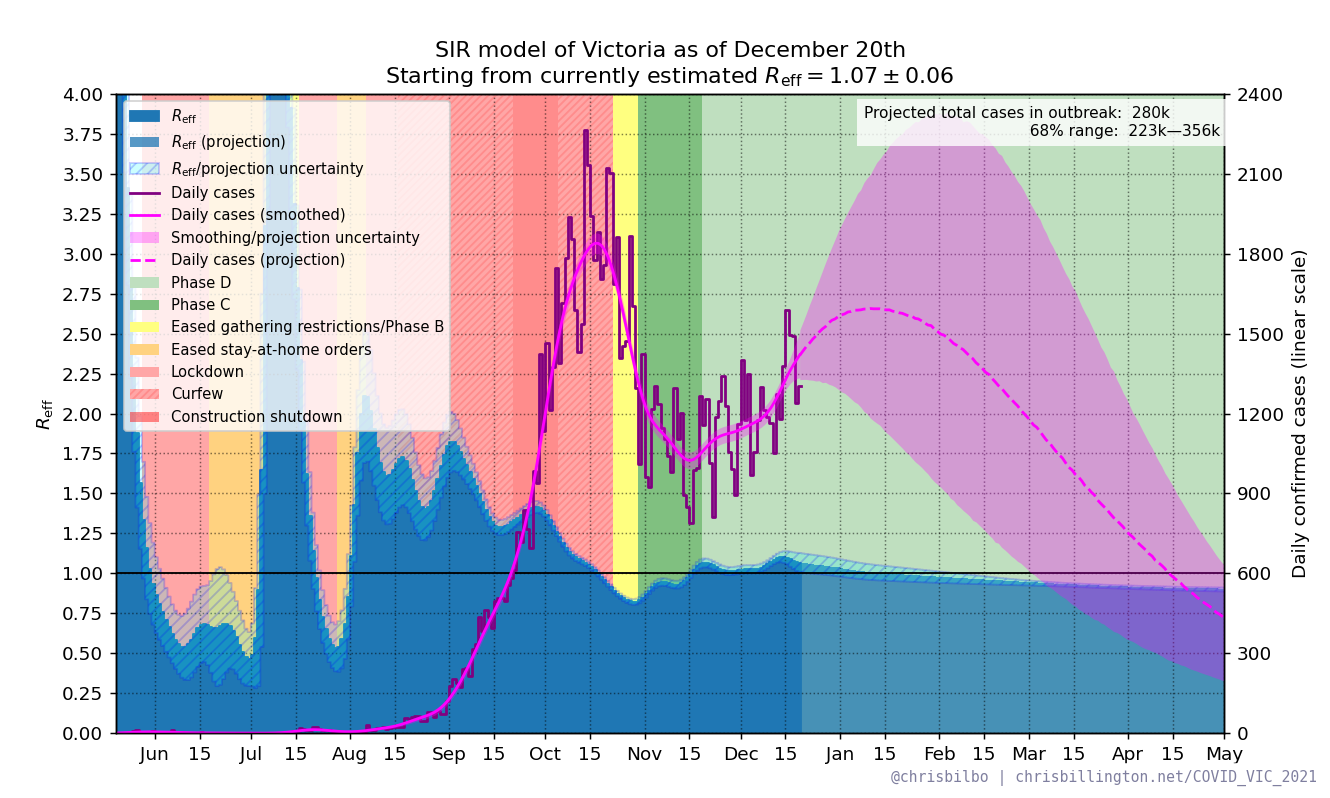 SIR model of Victoria as of December 20th
Starting from currently estimated R_eff = 1.07 ± 0.06
4.00
3.75
3.50
3.25
3.00
2.75
2.50
2.25
2.00
1.75
1.50
1.25
1.00
0.75
0.50
0.25
0.00
R_eff
R_eff
R_eff (projection)
R_eff/projection uncertainty
Daily cases
Daily cases (smoothed)
Smoothing/projection uncertainty
Daily cases (projection)
Phase D
Phase C
Eased gathering restrictions/Phase B
Eased stay-at-home orders
Lockdown
Curfew
Construction shutdown
Projected total cases in outbreak: 280k
68% range: 223k—356k
2400
2100
1800
1500
1200
900
600
300
0
Daily confirmed cases (linear scale)
Jun 15 Jul 15 Aug 15 Sep 15 Oct 15 Nov 15 Dec 15 Jan 15 Feb 15 Mar 15 Apr 15 May
@chrisbilbo | chrisbillington.net/COVID_VIC_2021